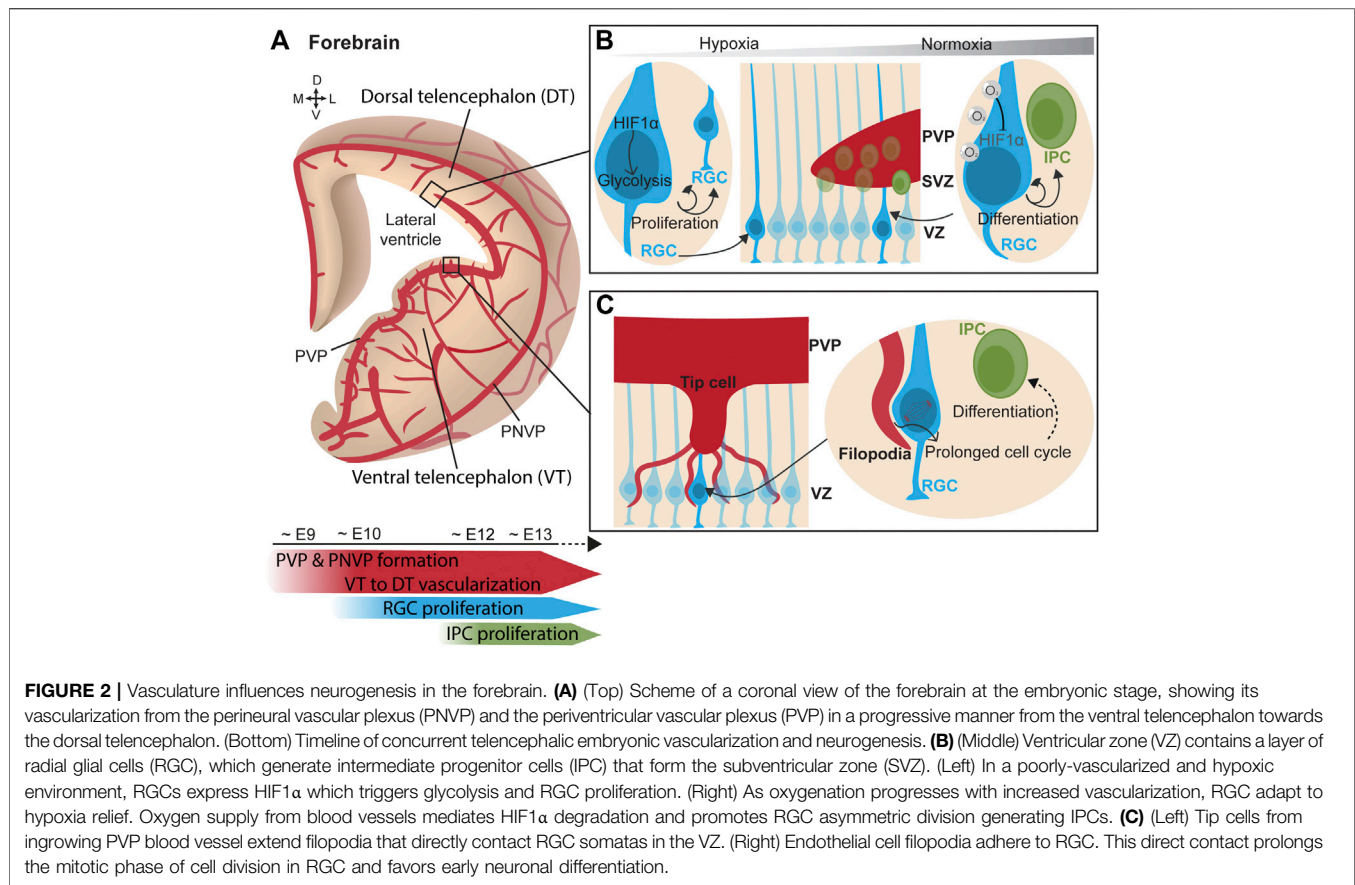 A Forebrain
D
M L
V
Dorsal telencephalon (DT)
Lateral
ventricle
PVP
PNVP
Ventral telencephalon (VT)
~ E9 ~ E10 ~ E12 ~ E13
PVP & PNVP formation
VT to DT vascularization
RGC proliferation
IPC proliferation
B
Hypoxia Normoxia
HIF1α
Glycolysis
RGC
Proliferation
RGC
PVP
SVZ
VZ
O2
O2
O2
HIF1α
IPC
Differentiation
RGC
C
PVP
Tip cell
VZ
IPC
Differentiation
Filopodia
Prolonged cell cycle
RGC
FIGURE 2 | Vasculature influences neurogenesis in the forebrain. (A) (Top) Scheme of a coronal view of the forebrain at the embryonic stage, showing its
vascularization from the perineural vascular plexus (PNVP) and the periventricular vascular plexus (PVP) in a progressive manner from the ventral telencephalon towards
the dorsal telencephalon. (Bottom) Timeline of concurrent telencephalic embryonic vascularization and neurogenesis. (B) (Middle) Ventricular zone (VZ) contains a layer of
radial glial cells (RGC), which generate intermediate progenitor cells (IPC) that form the subventricular zone (SVZ). (Left) In a poorly-vascularized and hypoxic
environment, RGCs express HIF1α which triggers glycolysis and RGC proliferation. (Right) As oxygenation progresses with increased vascularization, RGC adapt to
hypoxia relief. Oxygen supply from blood vessels mediates HIF1α degradation and promotes RGC asymmetric division generating IPCs. (C) (Left) Tip cells from
ingrowing PVP blood vessel extend filopodia that directly contact RGC somatas in the VZ. (Right) Endothelial cell filopodia adhere to RGC. This direct contact prolongs
the mitotic phase of cell division in RGC and favors early neuronal differentiation.